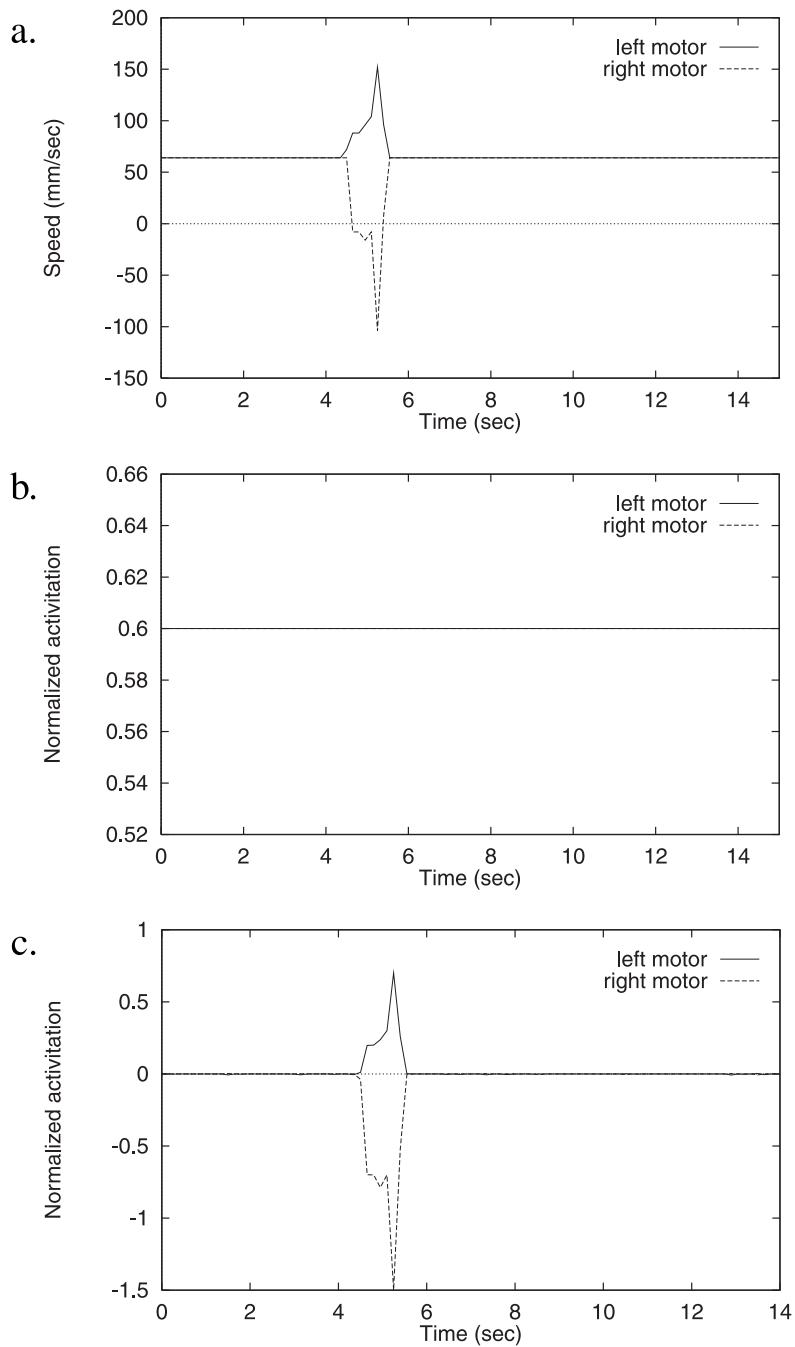 a.
200
150
100
50
0
-50
-100
-150
Speed (mm/sec)
left motor
right motor
0 2 4 6 8 10 12 14
Time (sec)
b.
0.66
0.64
0.62
0.6
0.58
0.56
0.54
0.52
Normalized activitation
left motor
right motor
0 2 4 6 8 10 12 14
Time (sec)
c.
1
0.5
0
-0.5
-1
-1.5
Normalized activitation
left motor
right motor
0 2 4 6 8 10 12 14
Time (sec)